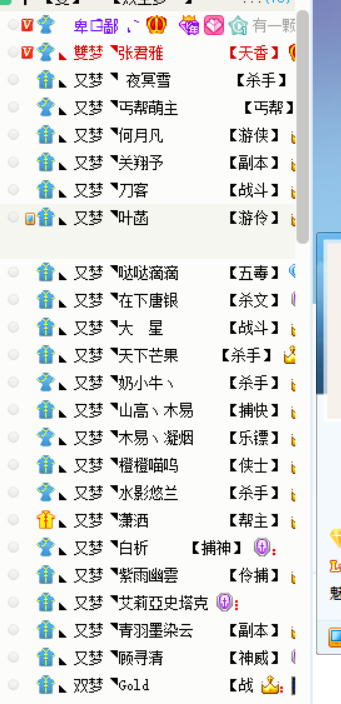 卑鄙 有一颗
雙梦 张君雅 【天香】
又梦 夜冥雪 【杀手】
又梦 丐帮萌主 【丐帮】
又梦 何月凡 【游侠】
又梦 关翔予 【副本】
又梦 刀客 【战斗】
又梦 叶菡 【游伶】
又梦 哒哒滴滴 【五毒】
又梦 在下唐银 【杀文】
又梦 大 星 【战斗】
又梦 天下芒果 【杀手】
又梦 奶小牛丶 【杀手】
又梦 山高丶木易 【捕快】
又梦 木易丶凝烟 【乐镖】
又梦 橙橙喵呜 【侠士】
又梦 水影悠兰 【杀手】
又梦 潇洒 【帮主】
又梦 白析 【捕神】
又梦 紫雨幽雲 【伶捕】
又梦 艾莉亞史塔克
又梦 青羽墨染云 【副本】
又梦 顾寻清 【神威】
双梦 Gold 【战